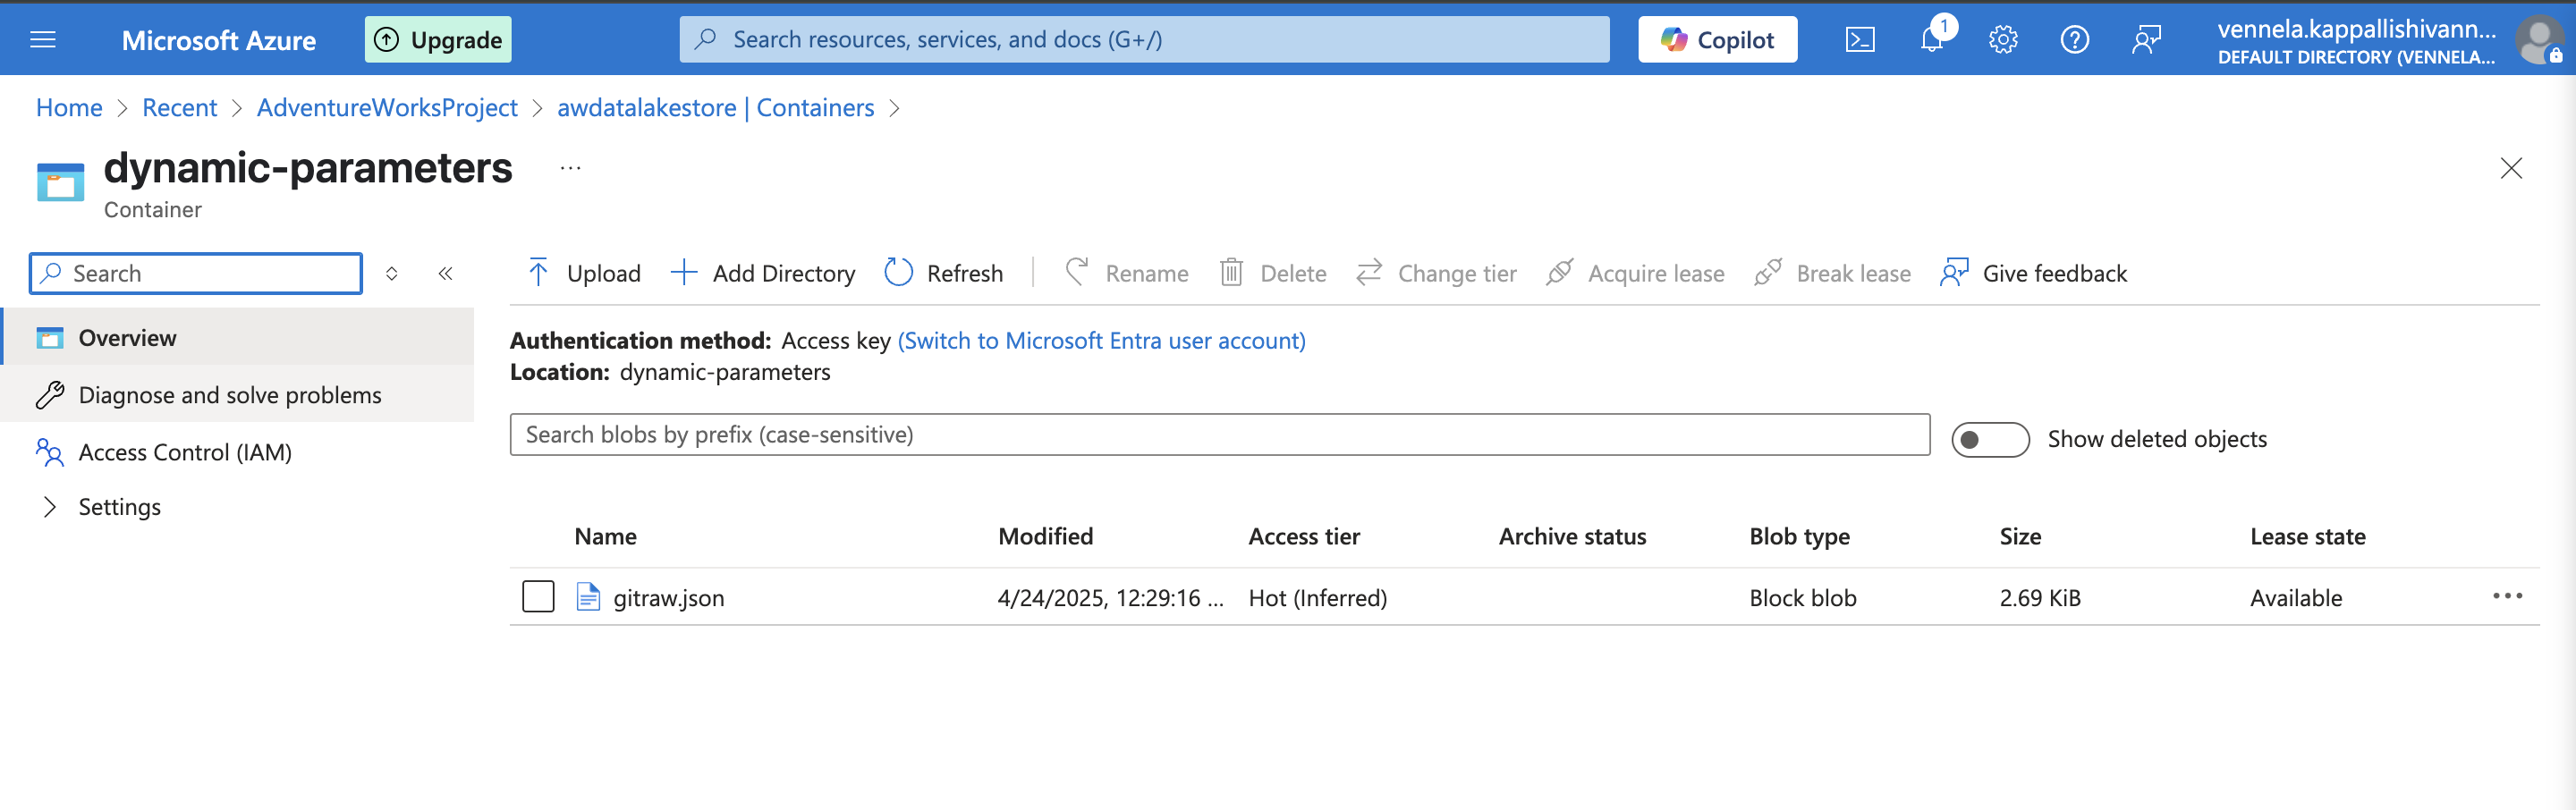 Microsoft Azure Upgrade Search resources, services, and docs (G+/) Copilot 1 vennela.kappallishivann...
DEFAULT DIRECTORY (VENNELA...
Home > Recent > AdventureWorksProject > awdatalakestore | Containers >
dynamic-parameters ...
Container
Search
Overview
Diagnose and solve problems
Access Control (IAM)
Settings
Upload Add Directory Refresh Rename Delete Change tier Acquire lease Break lease Give feedback
Authentication method: Access key (Switch to Microsoft Entra user account)
Location: dynamic-parameters
Search blobs by prefix (case-sensitive) Show deleted objects
Name Modified Access tier Archive status Blob type Size Lease state
gitraw.json 4/24/2025, 12:29:16 ... Hot (Inferred) Block blob 2.69 KiB Available ...